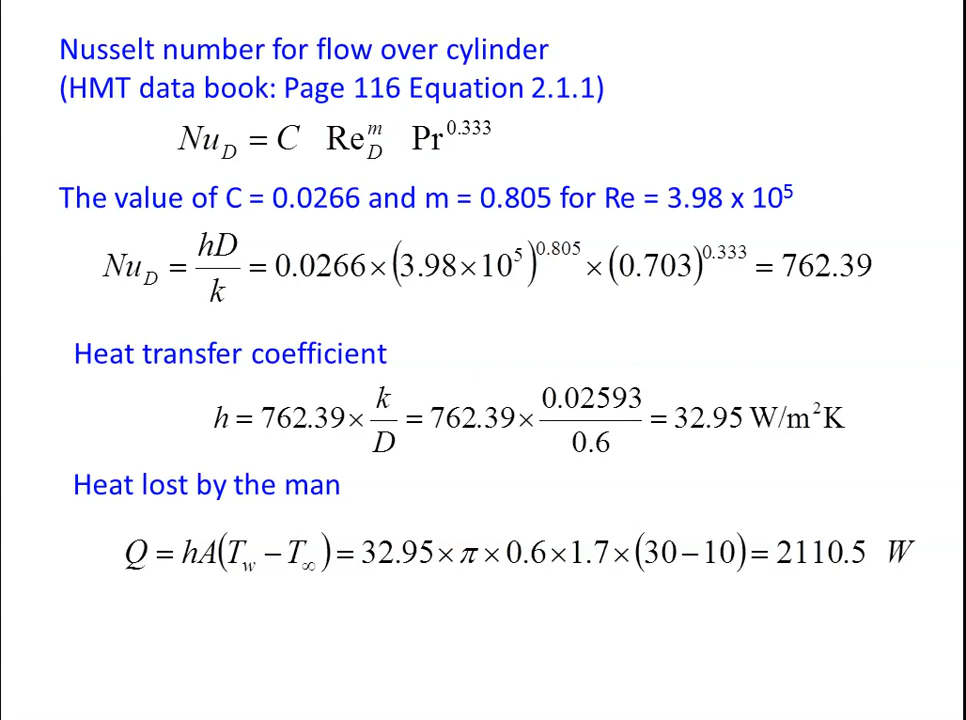 Nusselt number for flow over cylinder
(HMT data book: Page 116 Equation 2.1.1)
Nu_D = C Re_D^m Pr^0.333
The value of C = 0.0266 and m = 0.805 for Re = 3.98 x 10^5
Nu_D = hD/k = 0.0266 × (3.98 × 10^5)^0.805 × (0.703)^0.333 = 762.39
Heat transfer coefficient
h = 762.39 × k/D = 762.39 × 0.02593/0.6 = 32.95 W/m^2K
Heat lost by the man
Q = hA(T_w − T_∞) = 32.95 × π × 0.6 × 1.7 × (30 − 10) = 2110.5 W